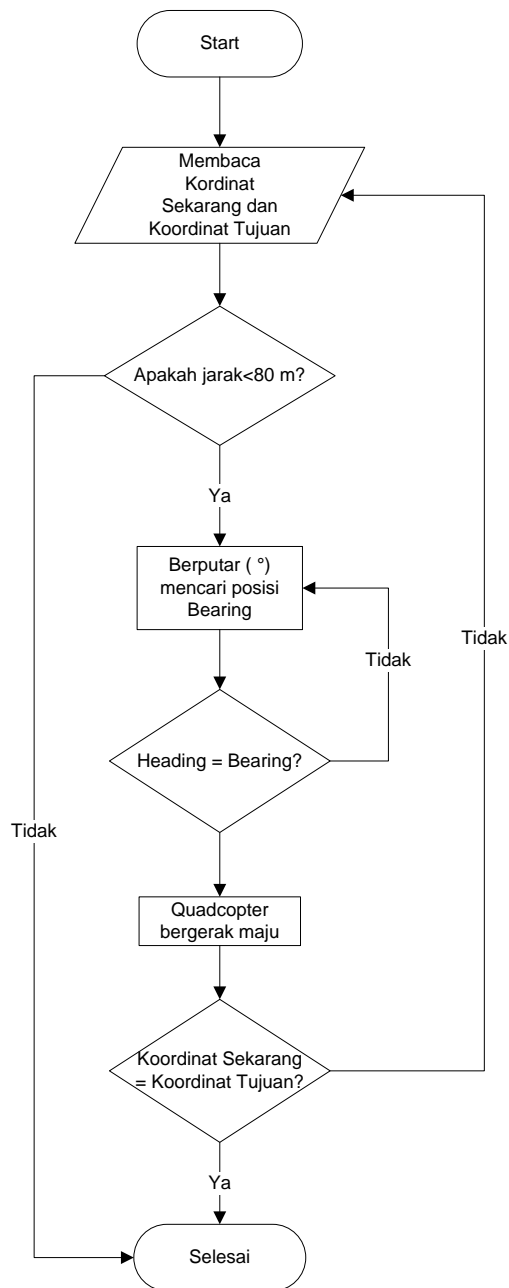 Start
Membaca
Kordinat
Sekarang dan
Koordinat Tujuan
Apakah jarak<80 m?
Ya
Berputar ( °)
mencari posisi
Bearing
Tidak
Tidak
Heading = Bearing?
Tidak
Quadcopter
bergerak maju
Koordinat Sekarang
= Koordinat Tujuan?
Ya
Selesai